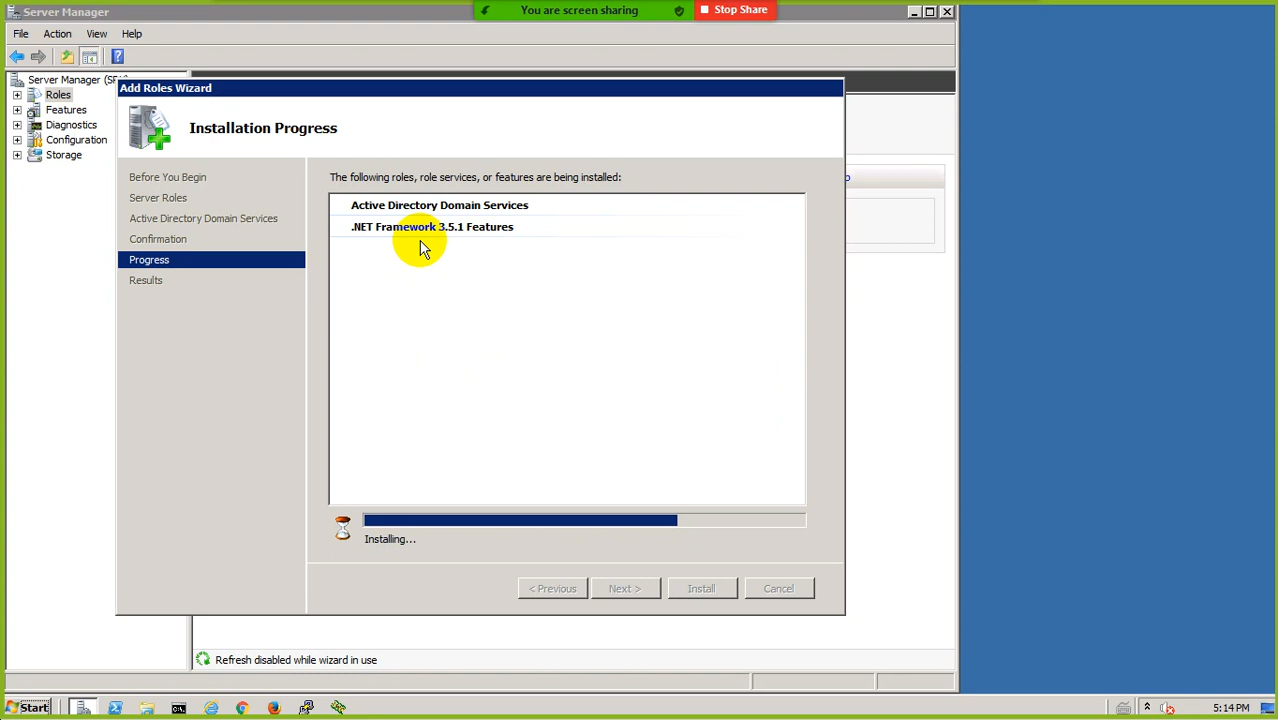 Server Manager
You are screen sharing
Stop Share
File Action View Help
Server Manager (SR
Roles
Features
Diagnostics
Configuration
Storage
Add Roles Wizard
Installation Progress
Before You Begin
Server Roles
Active Directory Domain Services
Confirmation
Progress
Results
The following roles, role services, or features are being installed:
Active Directory Domain Services
.NET Framework 3.5.1 Features
Installing...
< Previous
Next >
Install
Cancel
Refresh disabled while wizard in use
Start
5:14 PM